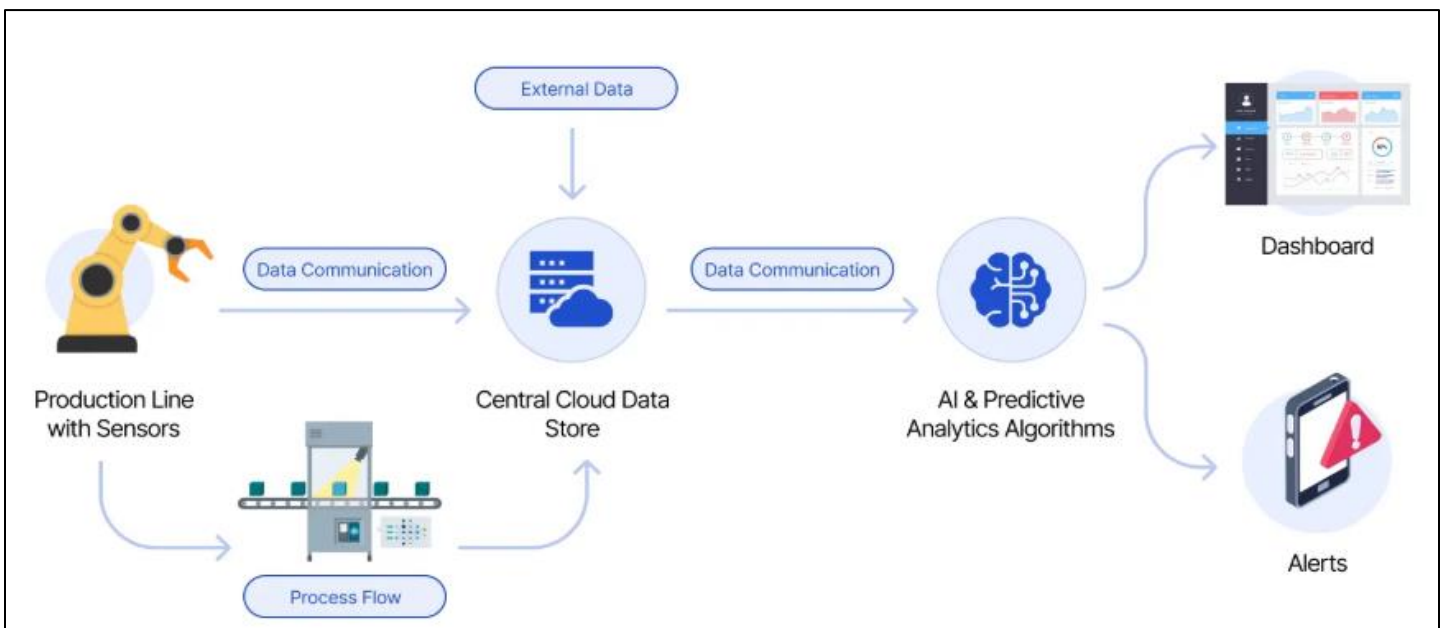 External Data
Data Communication
Data Communication
Dashboard
Production Line
with Sensors
Central Cloud Data
Store
AI & Predictive
Analytics Algorithms
Process Flow
Alerts